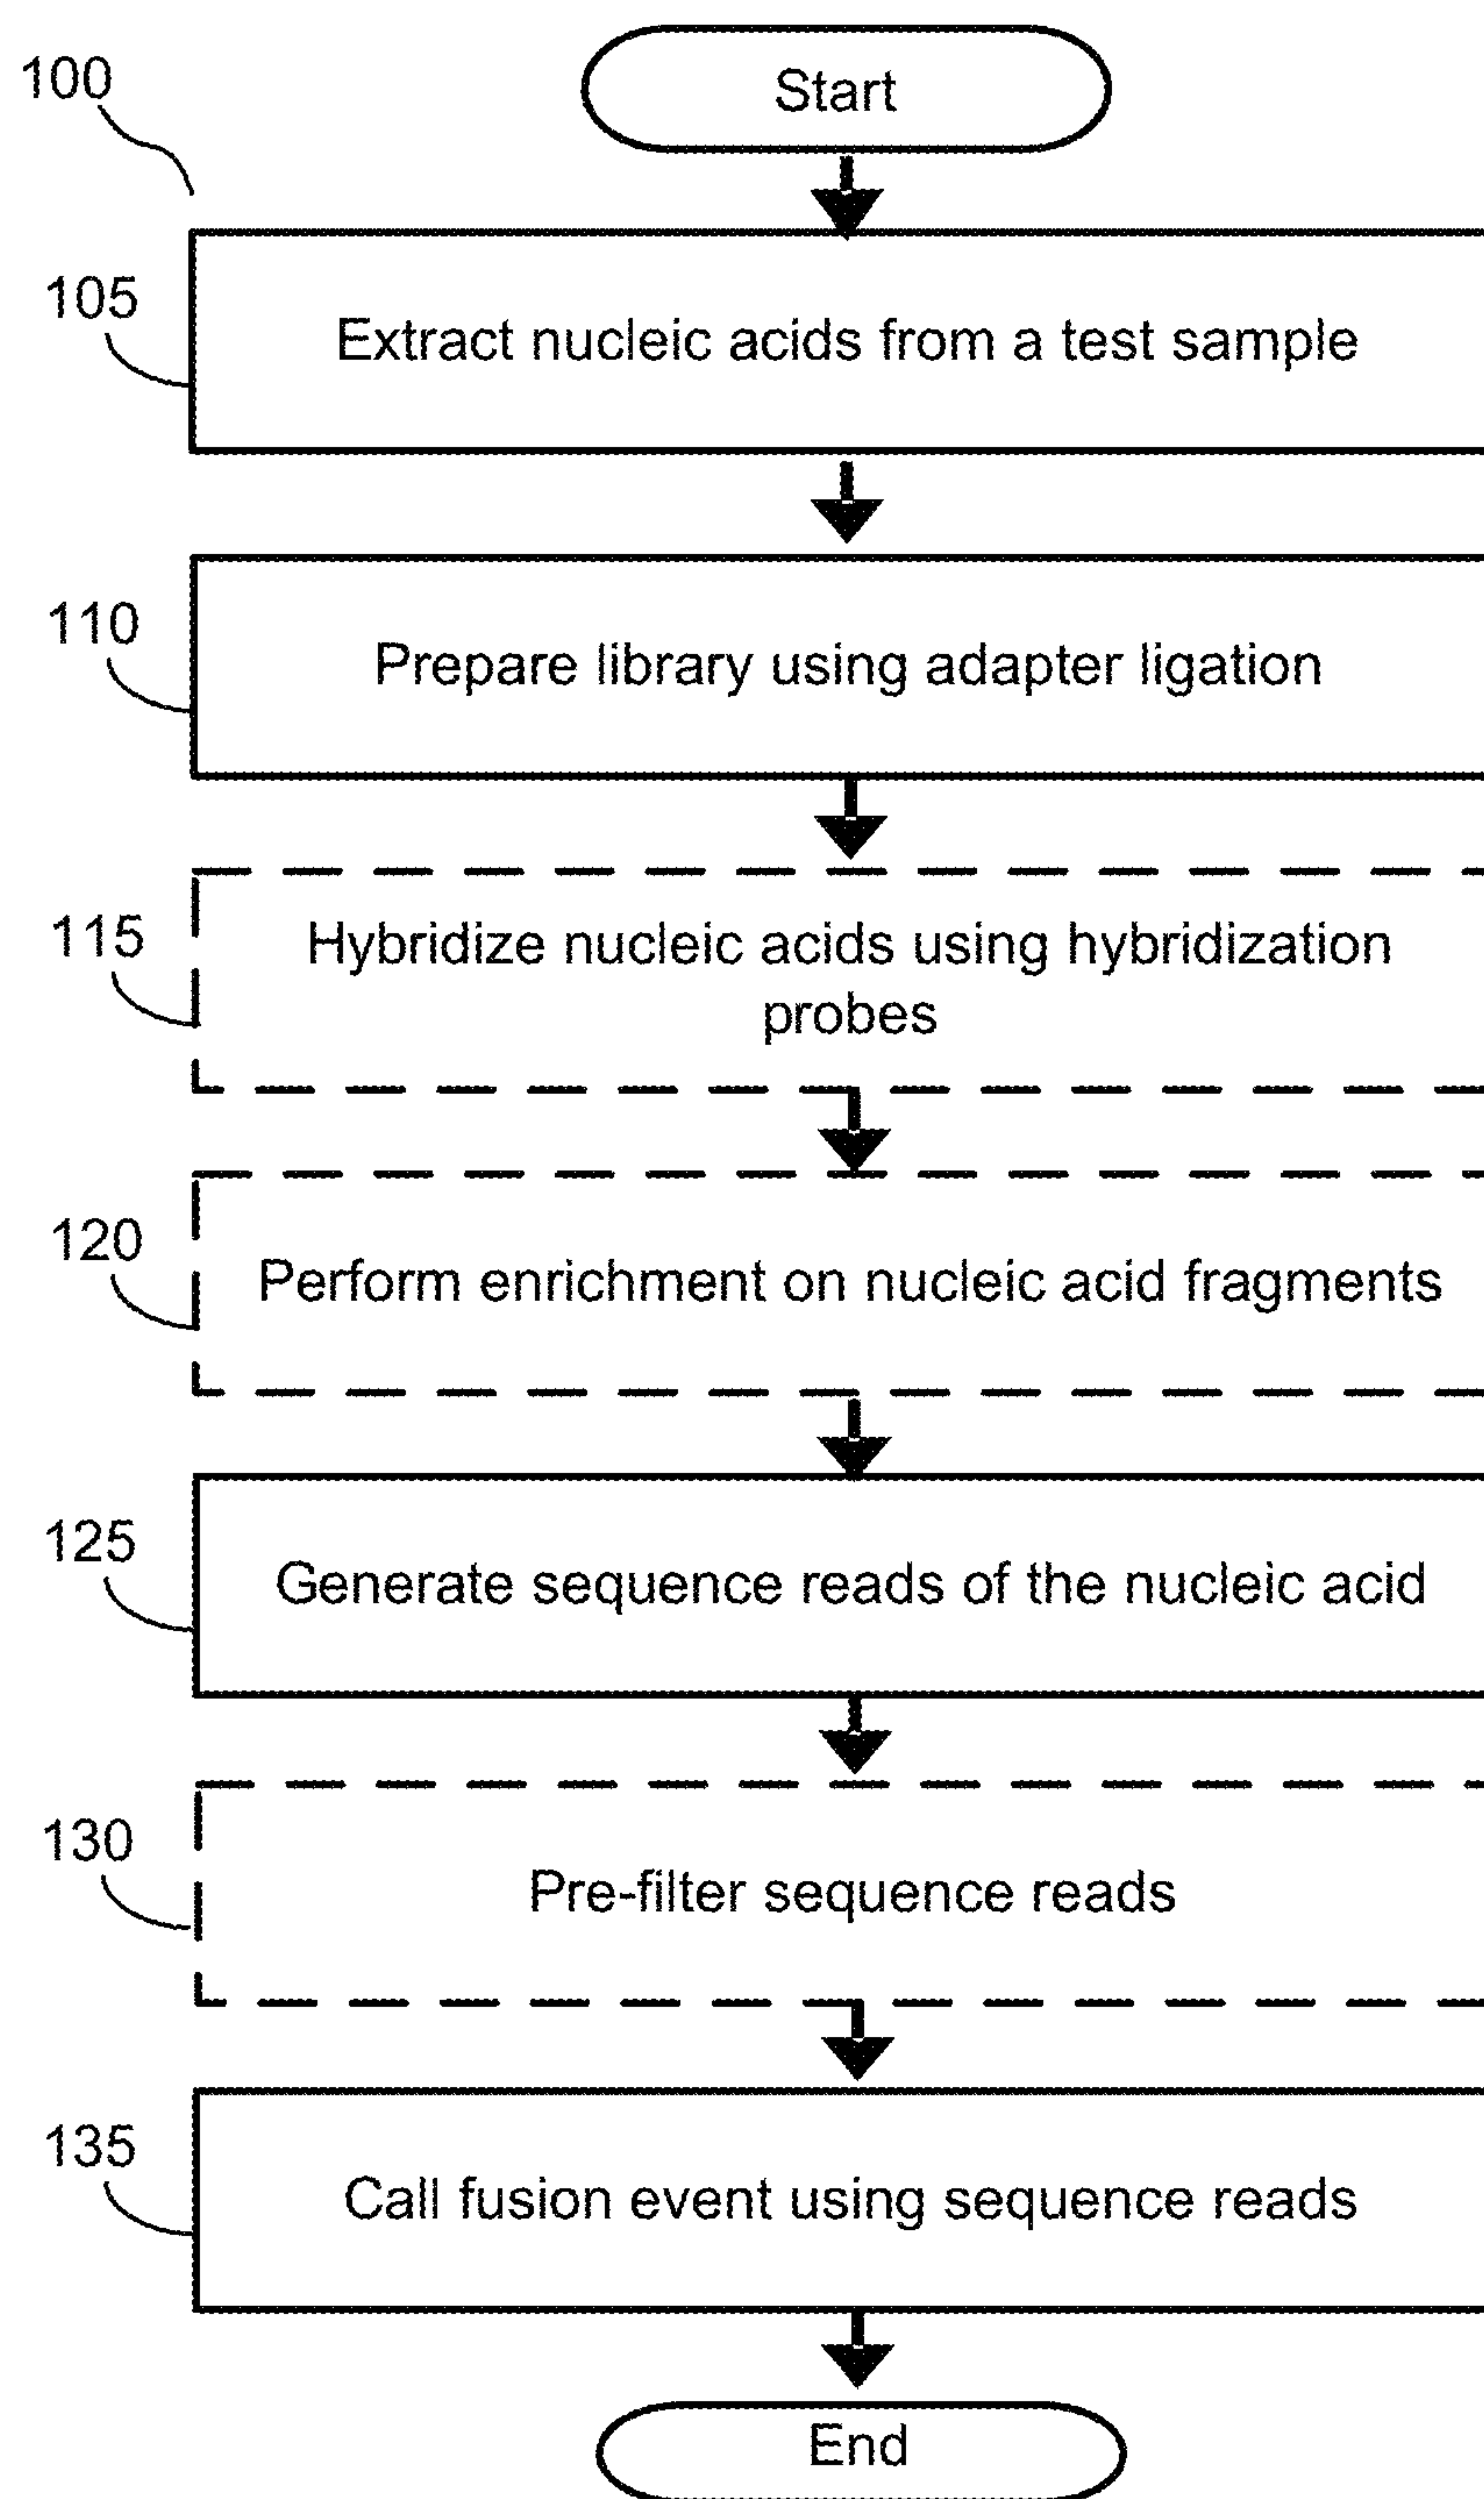 100
Start
105
Extract nucleic acids from a test sample
110
Prepare library using adapter ligation
115
Hybridize nucleic acids using hybridization
probes
120
Perform enrichment on nucleic acid fragments
125
Generate sequence reads of the nucleic acid
130
Pre-filter sequence reads
135
Call fusion event using sequence reads
End